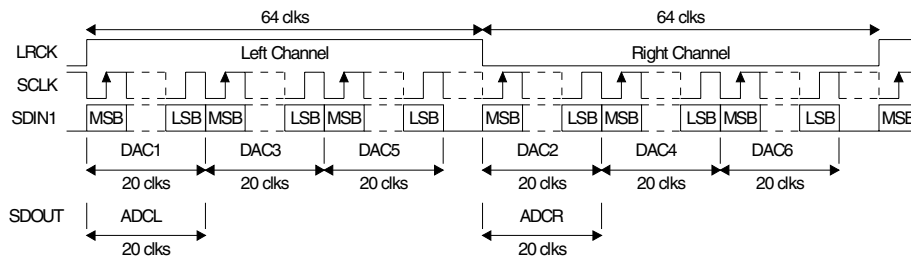 64 clks 64 clks
LRCK Left Channel Right Channel
SCLK
SDIN1 MSB LSB MSB LSB MSB LSB MSB LSB MSB LSB MSB LSB MSB
DAC1 DAC3 DAC5 DAC2 DAC4 DAC6
20 clks 20 clks 20 clks 20 clks 20 clks 20 clks
SDOUT ADCL ADCR
20 clks 20 clks